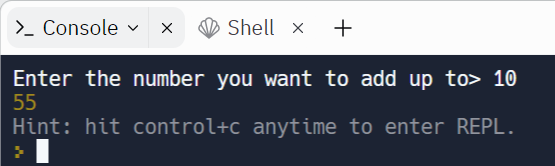 >_ Console Shell
Enter the number you want to add up to> 10
55
Hint: hit control+c anytime to enter REPL.
>